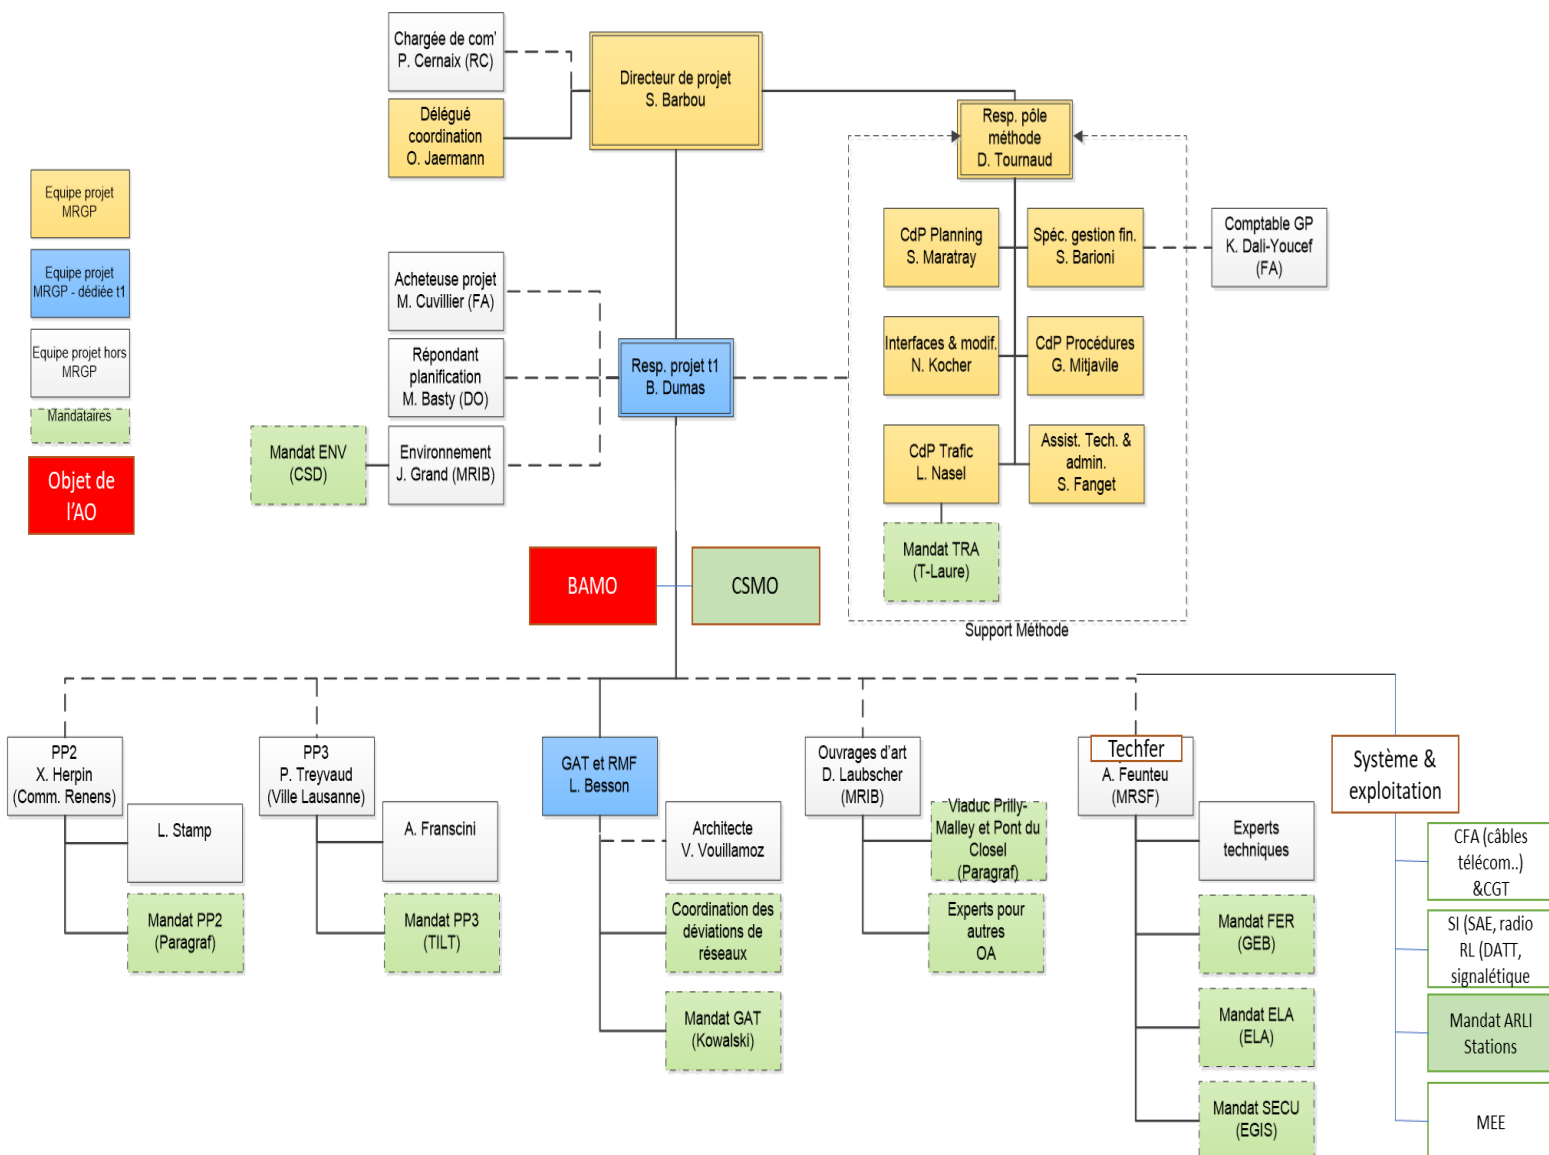 Chargée de com'
P. Cernaix (RC)
Délégué
coordination
O. Jaermann
Directeur de projet
S. Barbou
Resp. pôle
méthode
D. Tournaud
Equipe projet
MRGP
Equipe projet
MRGP - dédiée t1
Equipe projet hors
MRGP
Mandataires
Objet de
l'AO
CdP Planning
S. Maratray
Spéc. gestion fin.
S. Barioni
Comptable GP
K. Dali-Youcef
(FA)
Acheteuse projet
M. Cuvillier (FA)
Répondant
planification
M. Basty (DO)
Resp. projet t1
B. Dumas
Interfaces & modif.
N. Kocher
CdP Procédures
G. Mitjavile
Mandat ENV
(CSD)
Environnement
J. Grand (MRIB)
CdP Trafic
L. Nasel
Assist. Tech. &
admin.
S. Fanget
Mandat TRA
(T-Laure)
BAMO
CSMO
Support Méthode
PP2
X. Herpin
(Comm. Renens)
L. Stamp
Mandat PP2
(Paragraf)
PP3
P. Treyvaud
(Ville Lausanne)
A. Franscini
Mandat PP3
(TILT)
GAT et RMF
L. Besson
Architecte
V. Vouillamoz
Coordination des
déviations de
réseaux
Mandat GAT
(Kowalski)
Ouvrages d'art
D. Laubscher
(MRIB)
Viaduc Prilly-
Malley et Pont du
Closel
(Paragraf)
Experts pour
autres
OA
Techfer
A. Feunteu
(MRSF)
Experts
techniques
Mandat FER
(GEB)
Mandat ELA
(ELA)
Mandat SECU
(EGIS)
Système &
exploitation
CFA (câbles
télécom..)
&CGT
SI (SAE, radio
RL (DATT,
signalétique
Mandat ARLI
Stations
MEE